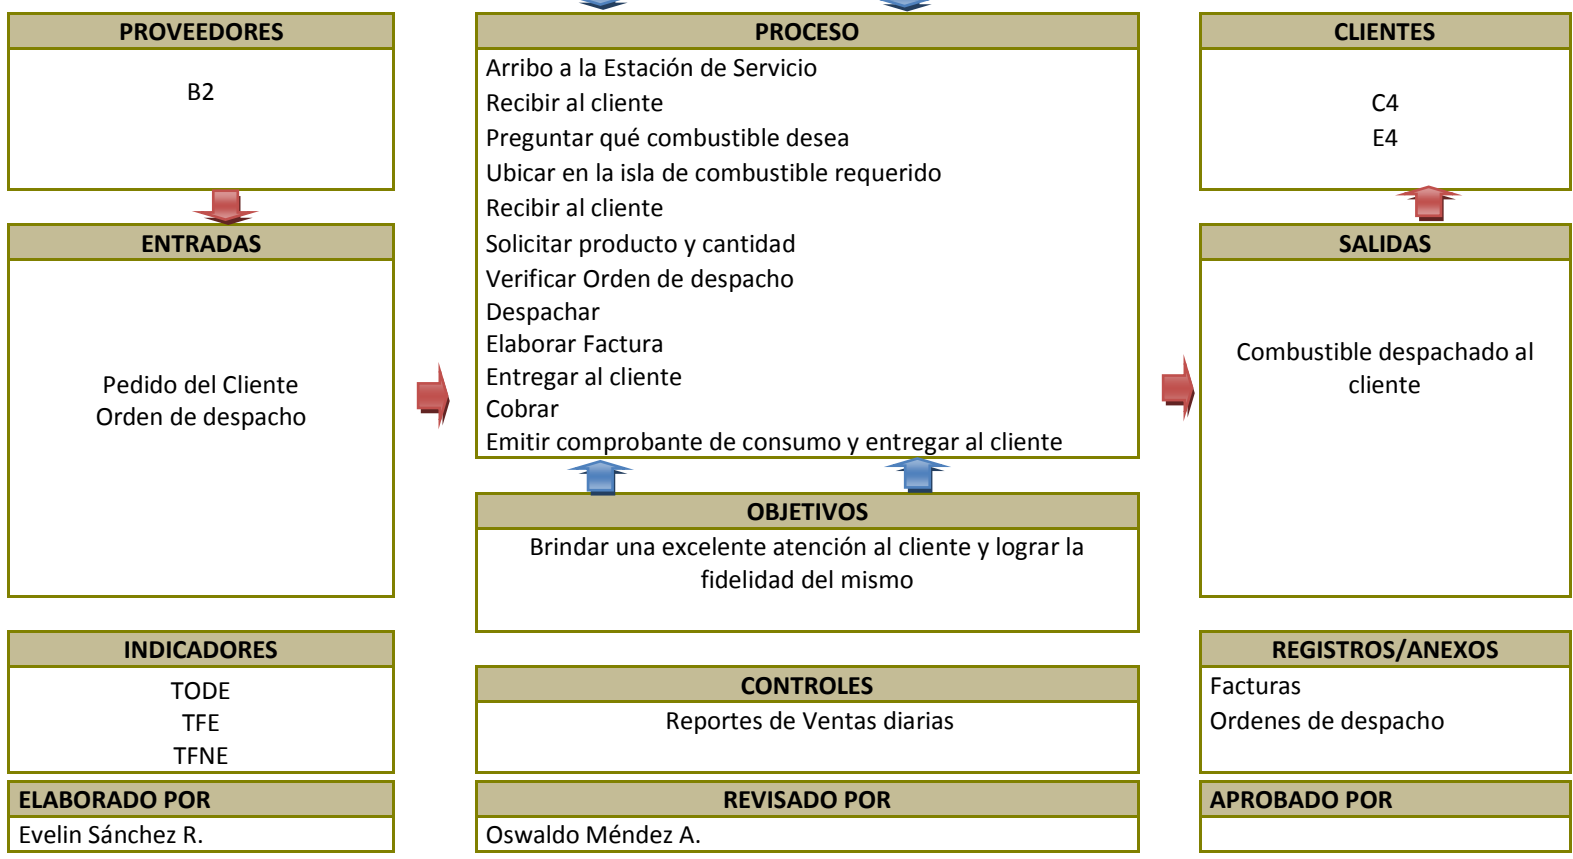 PROVEEDORES
B2
ENTRADAS
Pedido del Cliente
Orden de despacho
PROCESO
Arribo a la Estación de Servicio
Recibir al cliente
Preguntar qué combustible desea
Ubicar en la isla de combustible requerido
Recibir al cliente
Solicitar producto y cantidad
Verificar Orden de despacho
Despachar
Elaborar Factura
Entregar al cliente
Cobrar
Emitir comprobante de consumo y entregar al cliente
CLIENTES
C4
E4
SALIDAS
Combustible despachado al
cliente
OBJETIVOS
Brindar una excelente atención al cliente y lograr la
fidelidad del mismo
INDICADORES
TODE
TFE
TFNE
CONTROLES
Reportes de Ventas diarias
REGISTROS/ANEXOS
Facturas
Ordenes de despacho
ELABORADO POR
Evelin Sánchez R.
REVISADO POR
Oswaldo Méndez A.
APROBADO POR